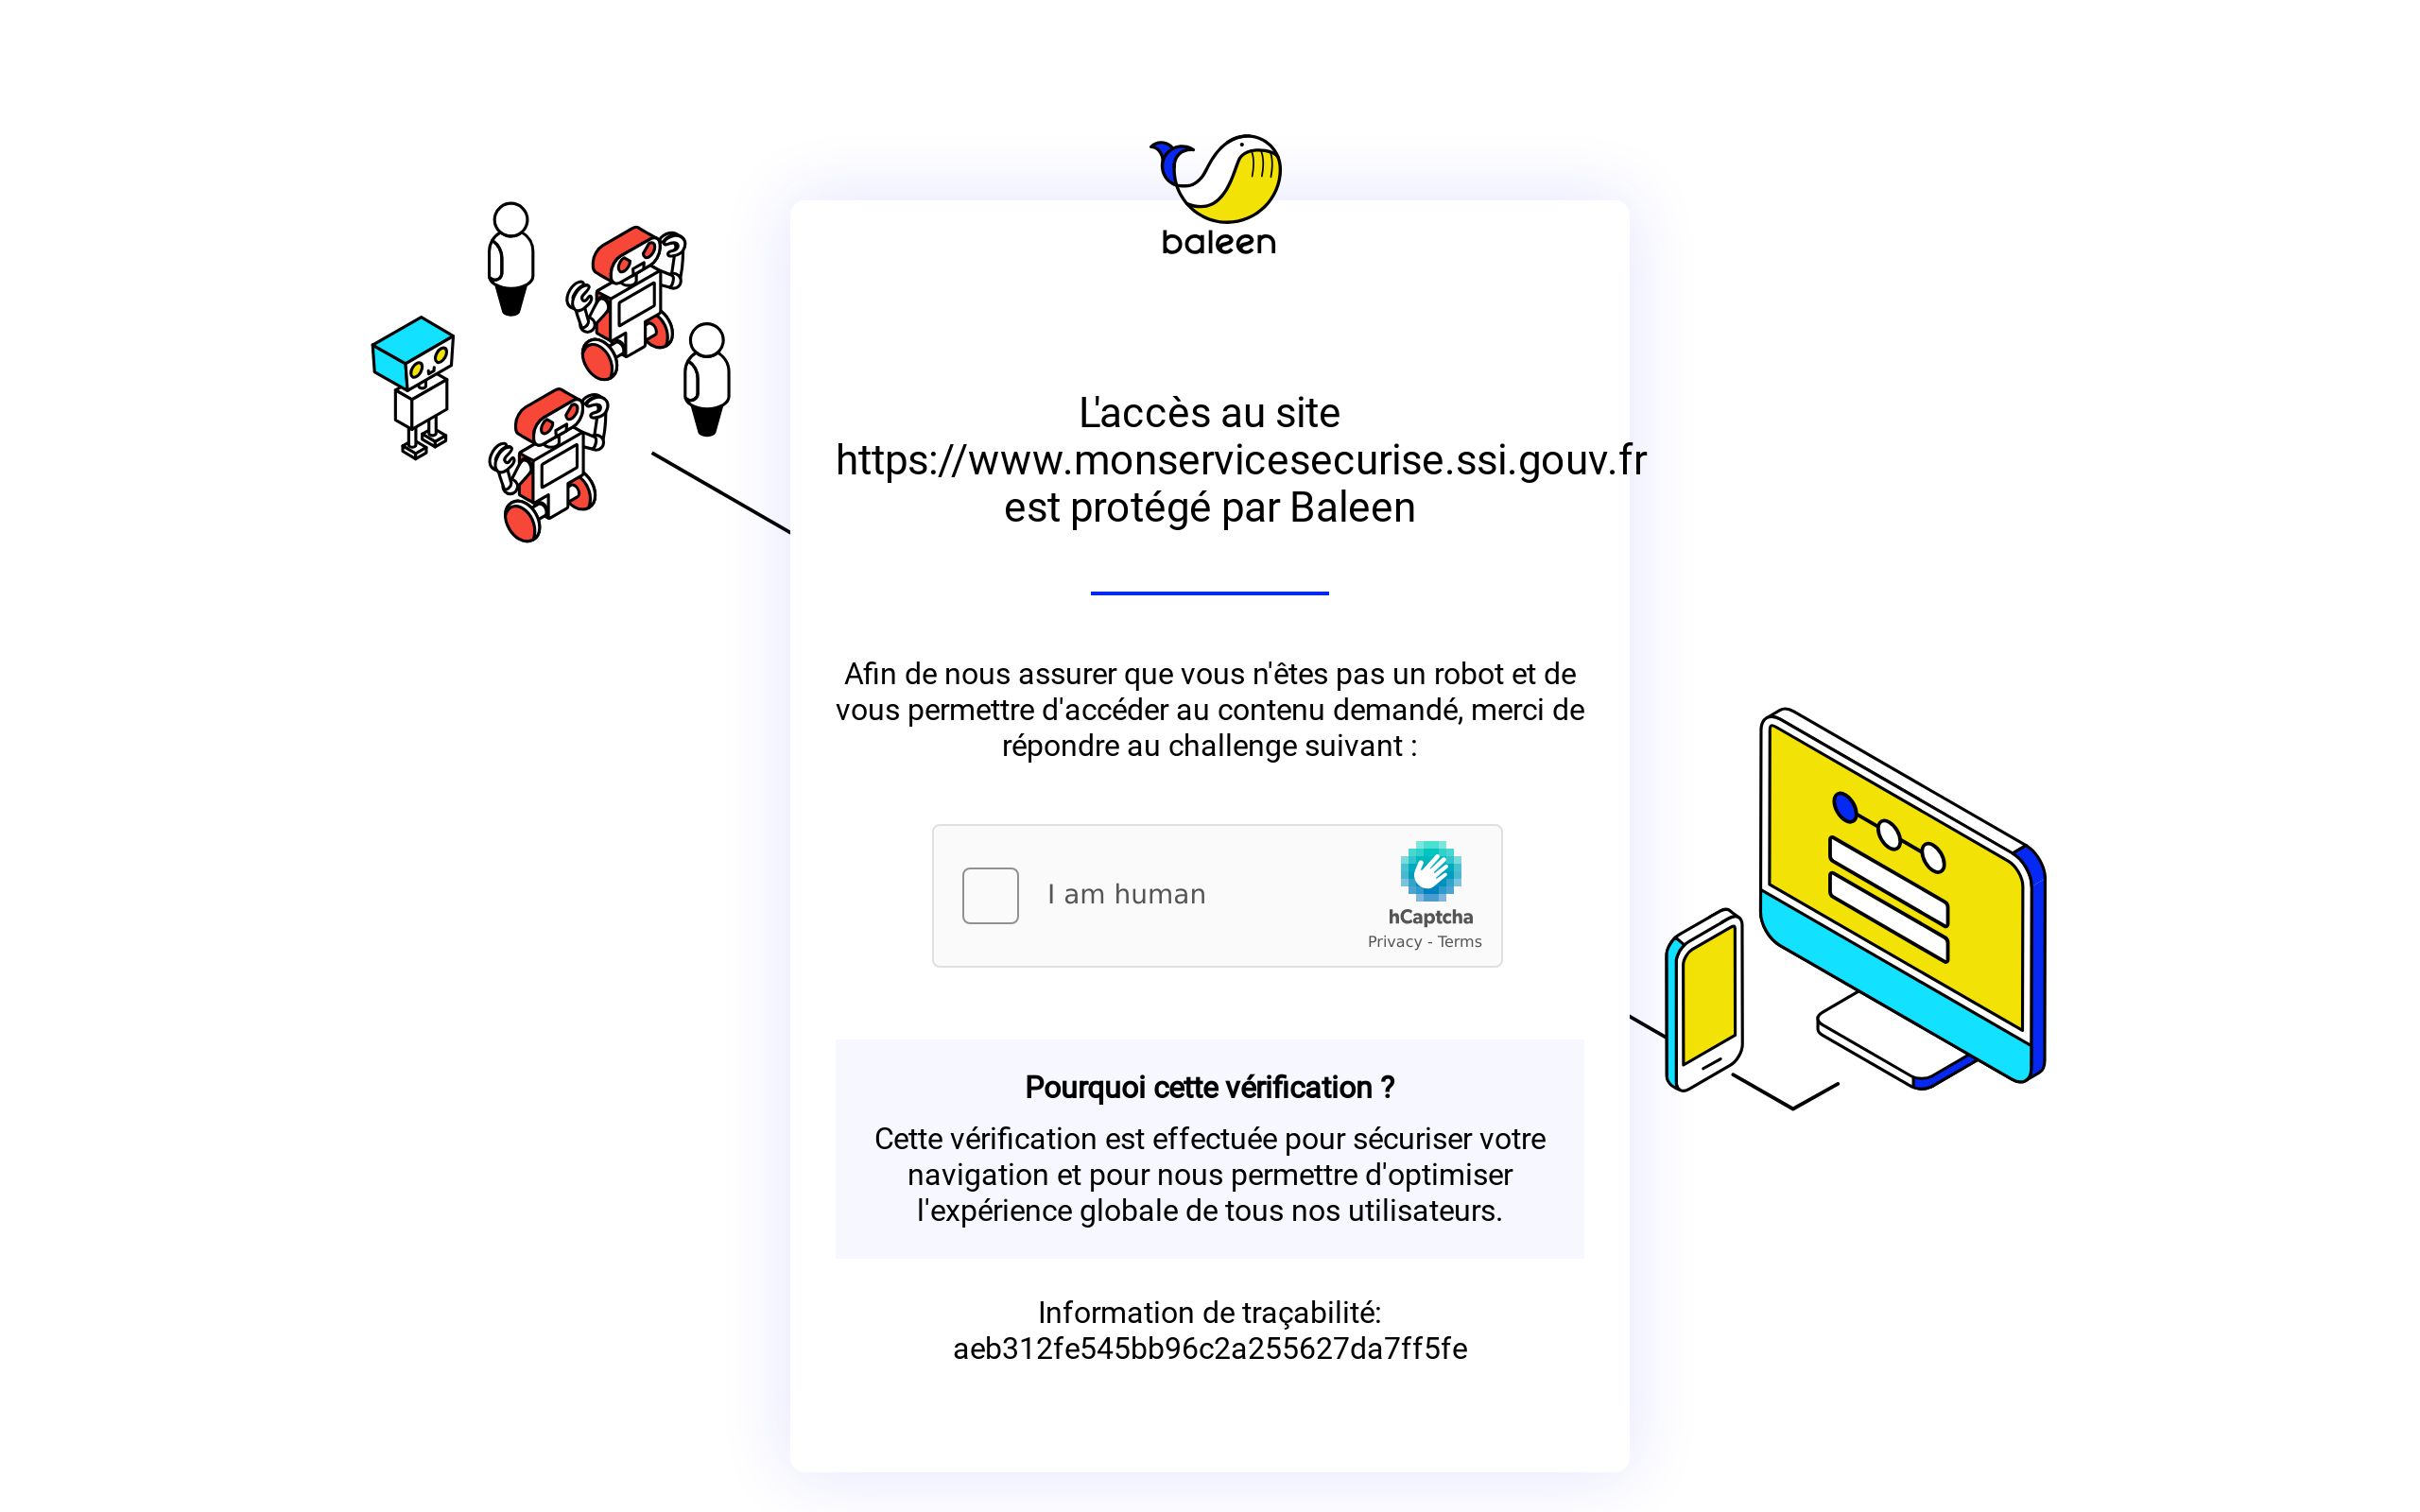 baleen
L'accès au site
https://www.monservicesecurise.ssi.gouv.fr
est protégé par Baleen
Afin de nous assurer que vous n'êtes pas un robot et de
vous permettre d'accéder au contenu demandé, merci de
répondre au challenge suivant :
I am human
hCaptcha
Privacy - Terms
Pourquoi cette vérification ?
Cette vérification est effectuée pour sécuriser votre
navigation et pour nous permettre d'optimiser
l'expérience globale de tous nos utilisateurs.
Information de traçabilité:
aeb312fe545bb96c2a255627da7ff5fe